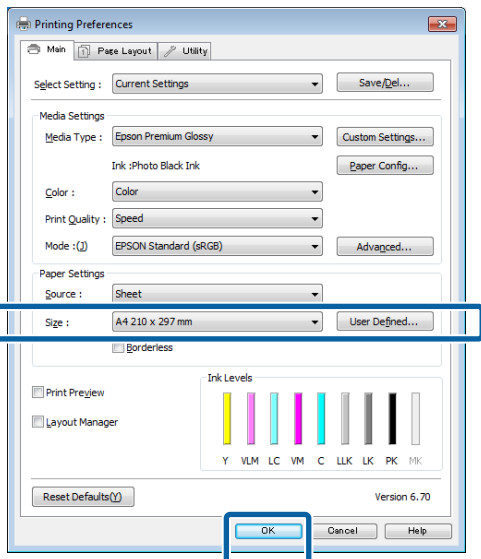 Printing Preferences
Main Page Layout Utility
Select Setting : Current Settings Save/Del...
Media Settings
Media Type : Epson Premium Glossy Custom Settings...
Ink :Photo Black Ink Paper Config...
Color : Color
Print Quality : Speed
Mode :(J) EPSON Standard (sRGB) Advanced...
Paper Settings
Source : Sheet
Size : A4 210 x 297 mm User Defined...
Borderless
Ink Levels
Print Preview
Layout Manager
Y VLM LC VM C LLK LK PK MK
Reset Defaults(Y) Version 6.70
OK Cancel Help